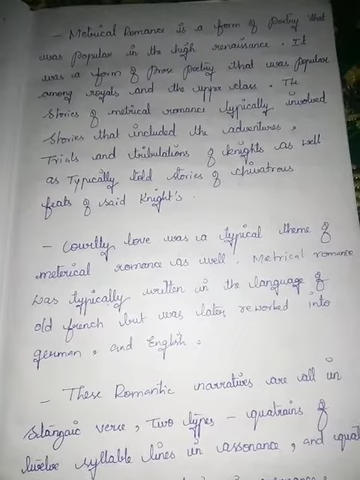 - Metrical Romance is a form of Poetry that
was popular in the high renaissance. It
was a form of Prose Poetry that was popular
among royals and the upper class. The
stories of metrical romance typically involved
stories that included the adventures,
Trials and tribulations of knights as well
as Typically told stories of chivatrous
feats of said Knight's.
- Courtly love was a typical theme of
meterical romance as well. Metrical romance
was typically written in the language of
old french but was later reworked into
german, and English.
- These Romantic narratives are all in
Stanzaic verse, Two types - quatrains of
twelve syllable lines in assonance, and